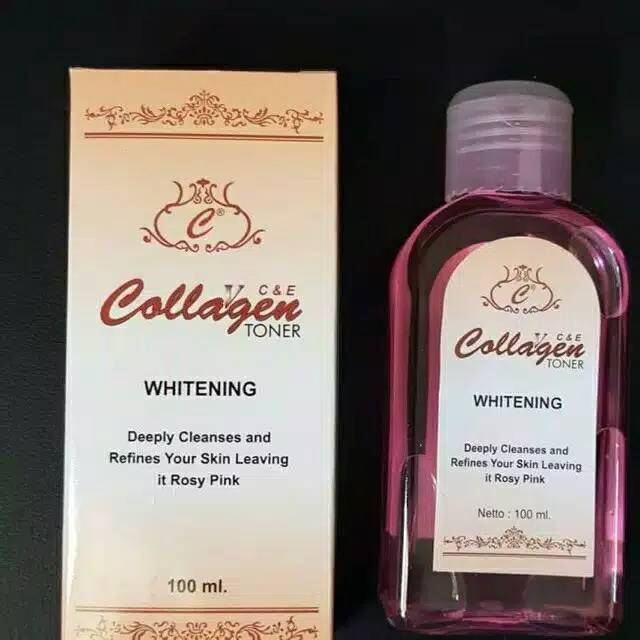 C®
V C & E
Collagen
TONER
WHITENING
Deeply Cleanses and
Refines Your Skin Leaving
it Rosy Pink
100 ml.
C®
V C & E
Collagen
TONER
WHITENING
Deeply Cleanses and
Refines Your Skin Leaving
it Rosy Pink
Netto : 100 ml.